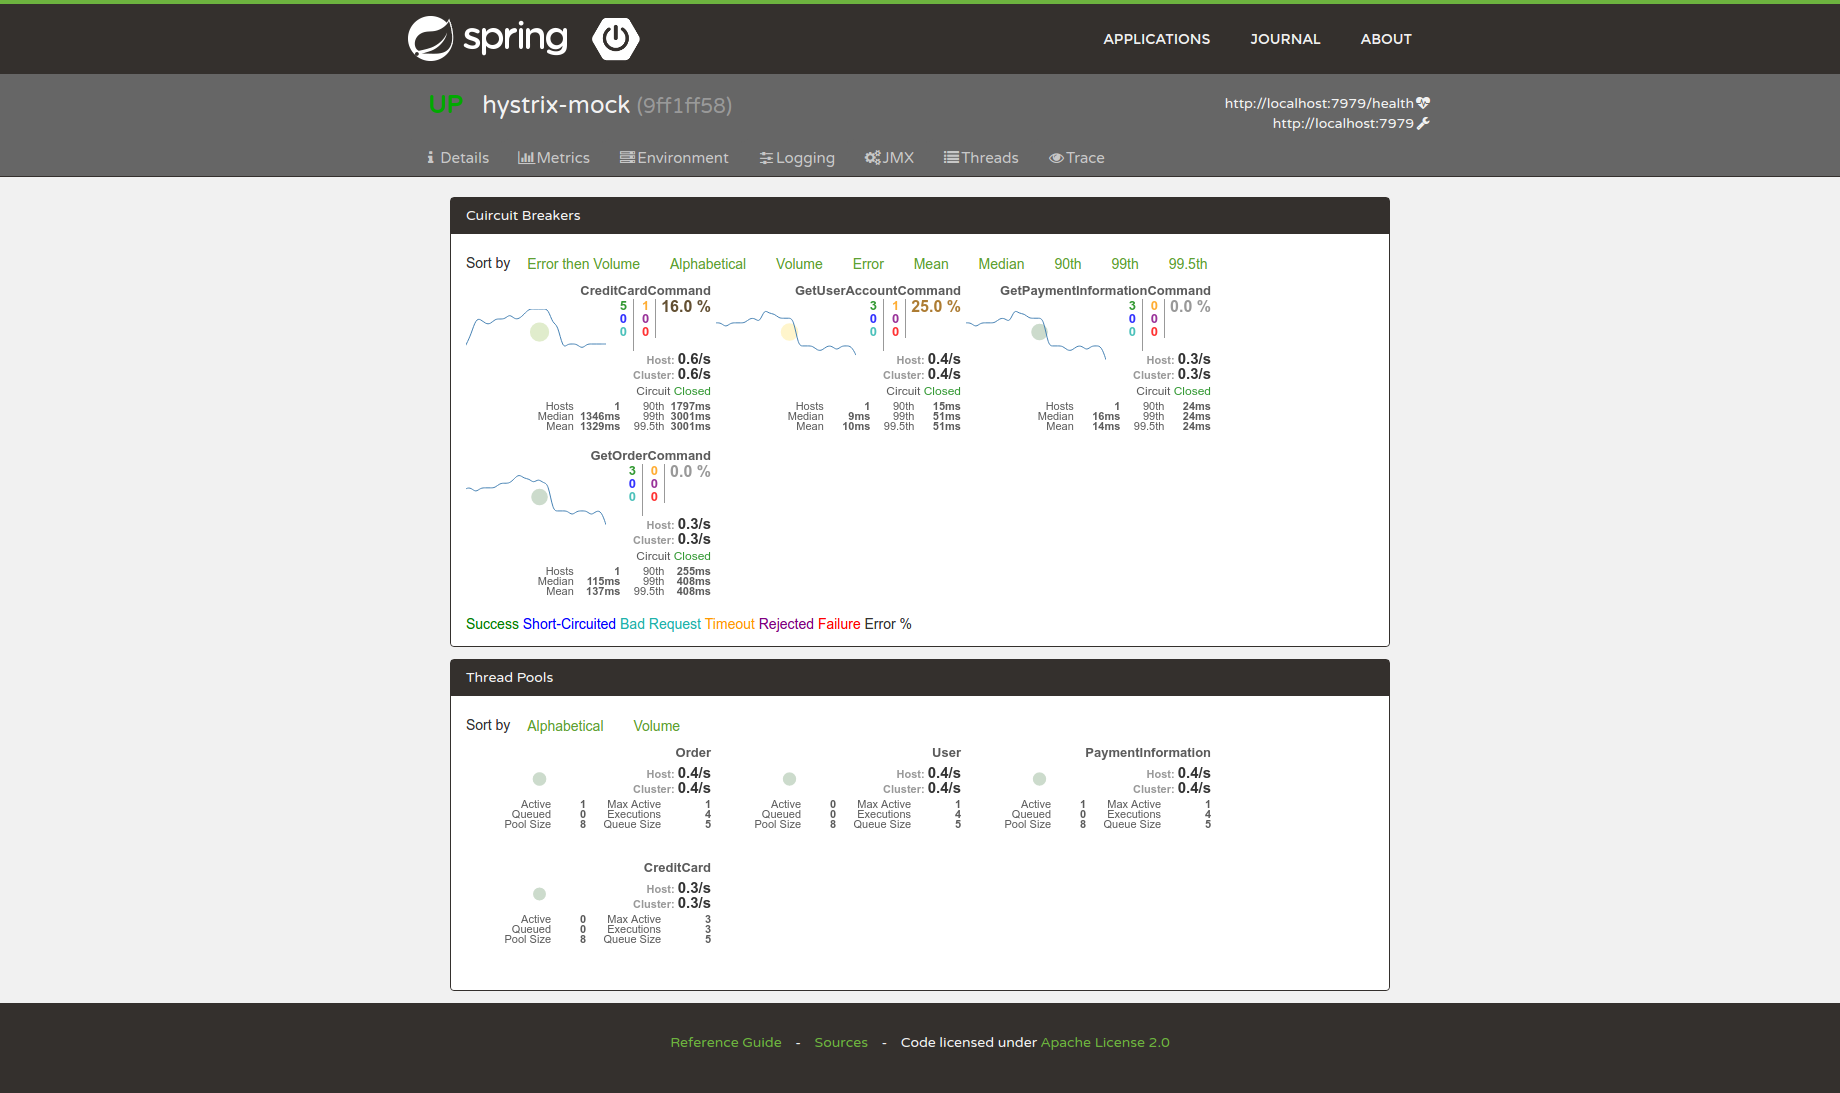 spring
APPLICATIONS JOURNAL ABOUT
UP hystrix-mock (9ff1ff58)
http://localhost:7979/health
http://localhost:7979
Details Metrics Environment Logging JMX Threads Trace
Cuircuit Breakers
Sort by Error then Volume Alphabetical Volume Error Mean Median 90th 99th 99.5th
CreditCardCommand
5 1 16.0 %
0 0
0 0
Host: 0.6/s
Cluster: 0.6/s
Circuit Closed
Hosts 1 90th 1797ms
Median 1346ms 99th 3001ms
Mean 1329ms 99.5th 3001ms
GetUserAccountCommand
3 1 25.0 %
0 0
0 0
Host: 0.4/s
Cluster: 0.4/s
Circuit Closed
Hosts 1 90th 15ms
Median 9ms 99th 51ms
Mean 10ms 99.5th 51ms
GetPaymentInformationCommand
3 0 0.0 %
0 0
0 0
Host: 0.3/s
Cluster: 0.3/s
Circuit Closed
Hosts 1 90th 24ms
Median 16ms 99th 24ms
Mean 14ms 99.5th 24ms
GetOrderCommand
3 0 0.0 %
0 0
0 0
Host: 0.3/s
Cluster: 0.3/s
Circuit Closed
Hosts 1 90th 255ms
Median 115ms 99th 408ms
Mean 137ms 99.5th 408ms
Success Short-Circuited Bad Request Timeout Rejected Failure Error %
Thread Pools
Sort by Alphabetical Volume
Order
Host: 0.4/s
Cluster: 0.4/s
Active 1 Max Active 1
Queued 0 Executions 4
Pool Size 8 Queue Size 5
User
Host: 0.4/s
Cluster: 0.4/s
Active 0 Max Active 1
Queued 0 Executions 4
Pool Size 8 Queue Size 5
PaymentInformation
Host: 0.4/s
Cluster: 0.4/s
Active 1 Max Active 1
Queued 0 Executions 4
Pool Size 8 Queue Size 5
CreditCard
Host: 0.3/s
Cluster: 0.3/s
Active 0 Max Active 3
Queued 0 Executions 3
Pool Size 8 Queue Size 5
Reference Guide - Sources - Code licensed under Apache License 2.0